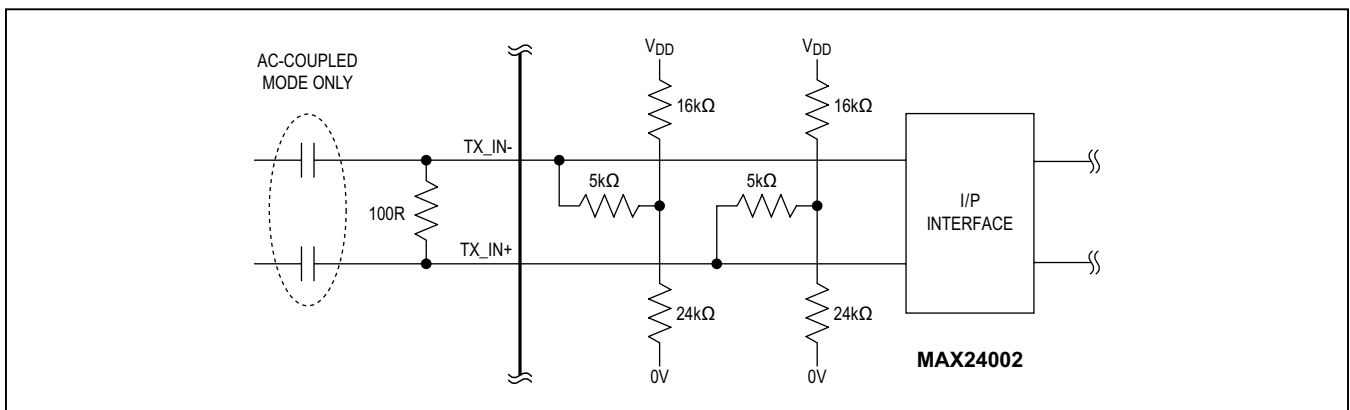 AC-COUPLED
MODE ONLY
VDD
VDD
16kΩ
16kΩ
TX_IN-
5kΩ
5kΩ
100R
I/P
INTERFACE
TX_IN+
24kΩ
24kΩ
MAX24002
0V
0V